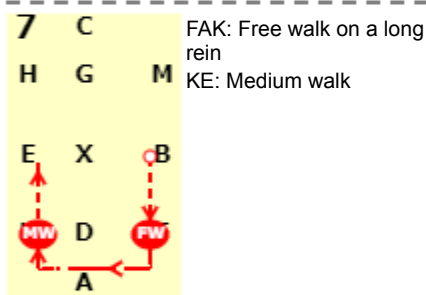 7 C
H G M
E X B
MW D FW
A
FAK: Free walk on a long
rein
KE: Medium walk